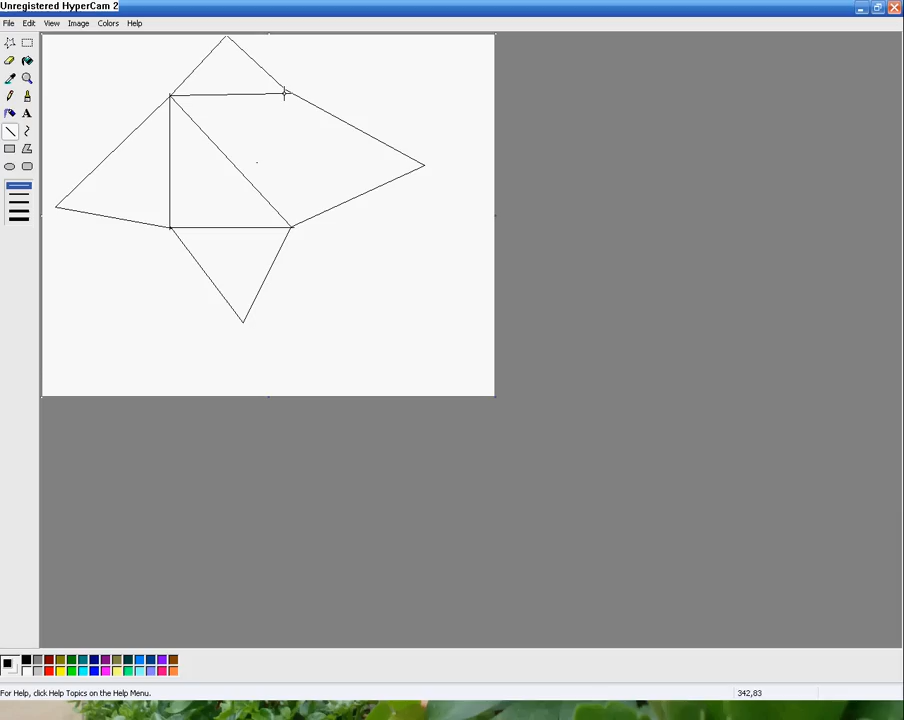 Unregistered HyperCam 2
File Edit View Image Colors Help
A
For Help, click Help Topics on the Help Menu.
342,83